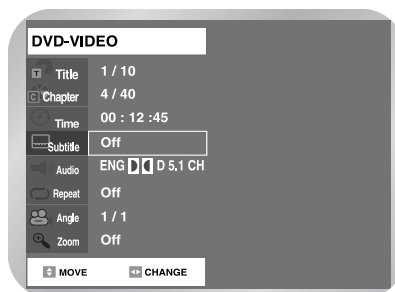 DVD-VIDEO
T Title 1 / 10
C Chapter 4 / 40
Time 00 : 12 :45
Subtitle Off
Audio ENG D D 5.1 CH
Repeat Off
Angle 1 / 1
Zoom Off
MOVE CHANGE